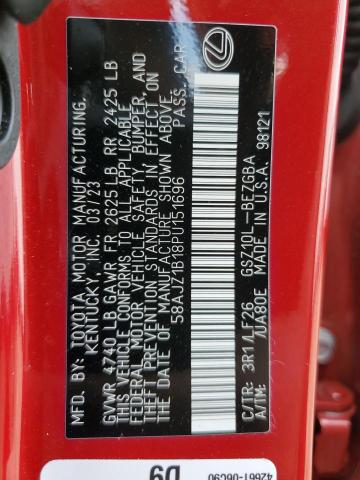 MFD. BY: TOYOTA MOTOR MANUFACTURING,
KENTUCKY, INC. 03/23
GVWR 4740 LB GAWR FR 2625 LB RR 2425 LB
THIS VEHICLE CONFORMS TO ALL APPLICABLE
FEDERAL MOTOR VEHICLE SAFETY, BUMPER, AND
THEFT PREVENTION STANDARDS IN EFFECT ON
THE DATE OF MANUFACTURE SHOWN ABOVE.
58AJZ1B18PU151696 PASS. CAR
C/TR: 3R1/LF26 GSZ10L-BEZGBA
/UA80E MADE IN U.S.A. 98121
42661-06C90
D9